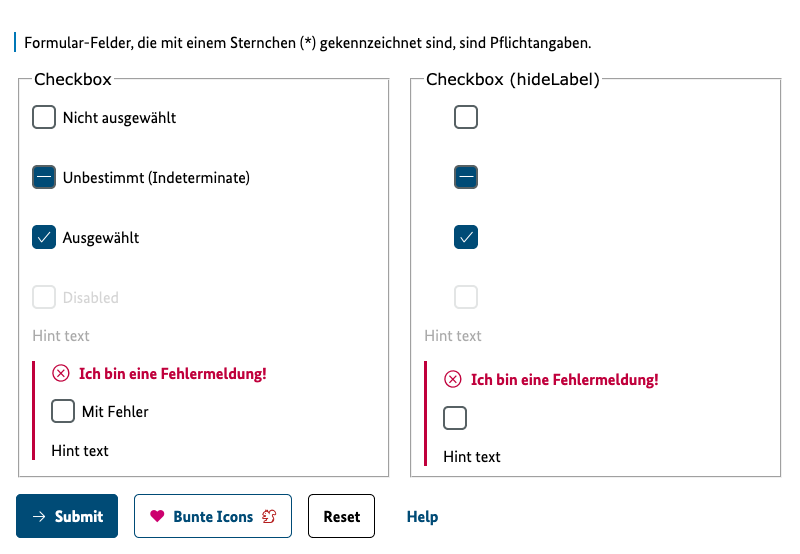 Formular-Felder, die mit einem Sternchen (*) gekennzeichnet sind, sind Pflichtangaben.
Checkbox
Nicht ausgewählt
Unbestimmt (Indeterminate)
Ausgewählt
Disabled
Hint text
Ich bin eine Fehlermeldung!
Mit Fehler
Hint text
Checkbox (hideLabel)
Hint text
Ich bin eine Fehlermeldung!
Hint text
Submit
Bunte Icons
Reset
Help